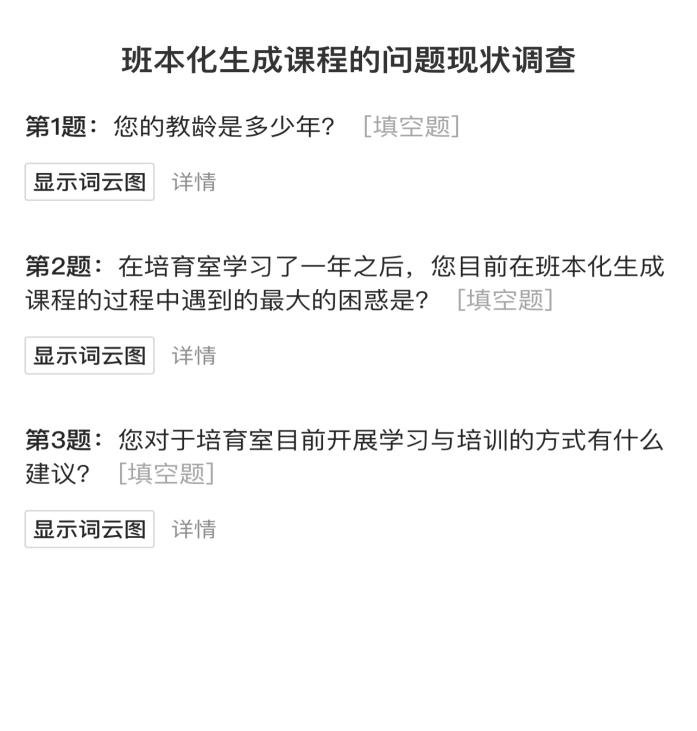 班本化生成课程的问题现状调查
第1题：您的教龄是多少年？ [填空题]
显示词云图 详情
第2题：在培育室学习了一年之后，您目前在班本化生成
课程的过程中遇到的最大的困惑是？ [填空题]
显示词云图 详情
第3题：您对于培育室目前开展学习与培训的方式有什么
建议？ [填空题]
显示词云图 详情